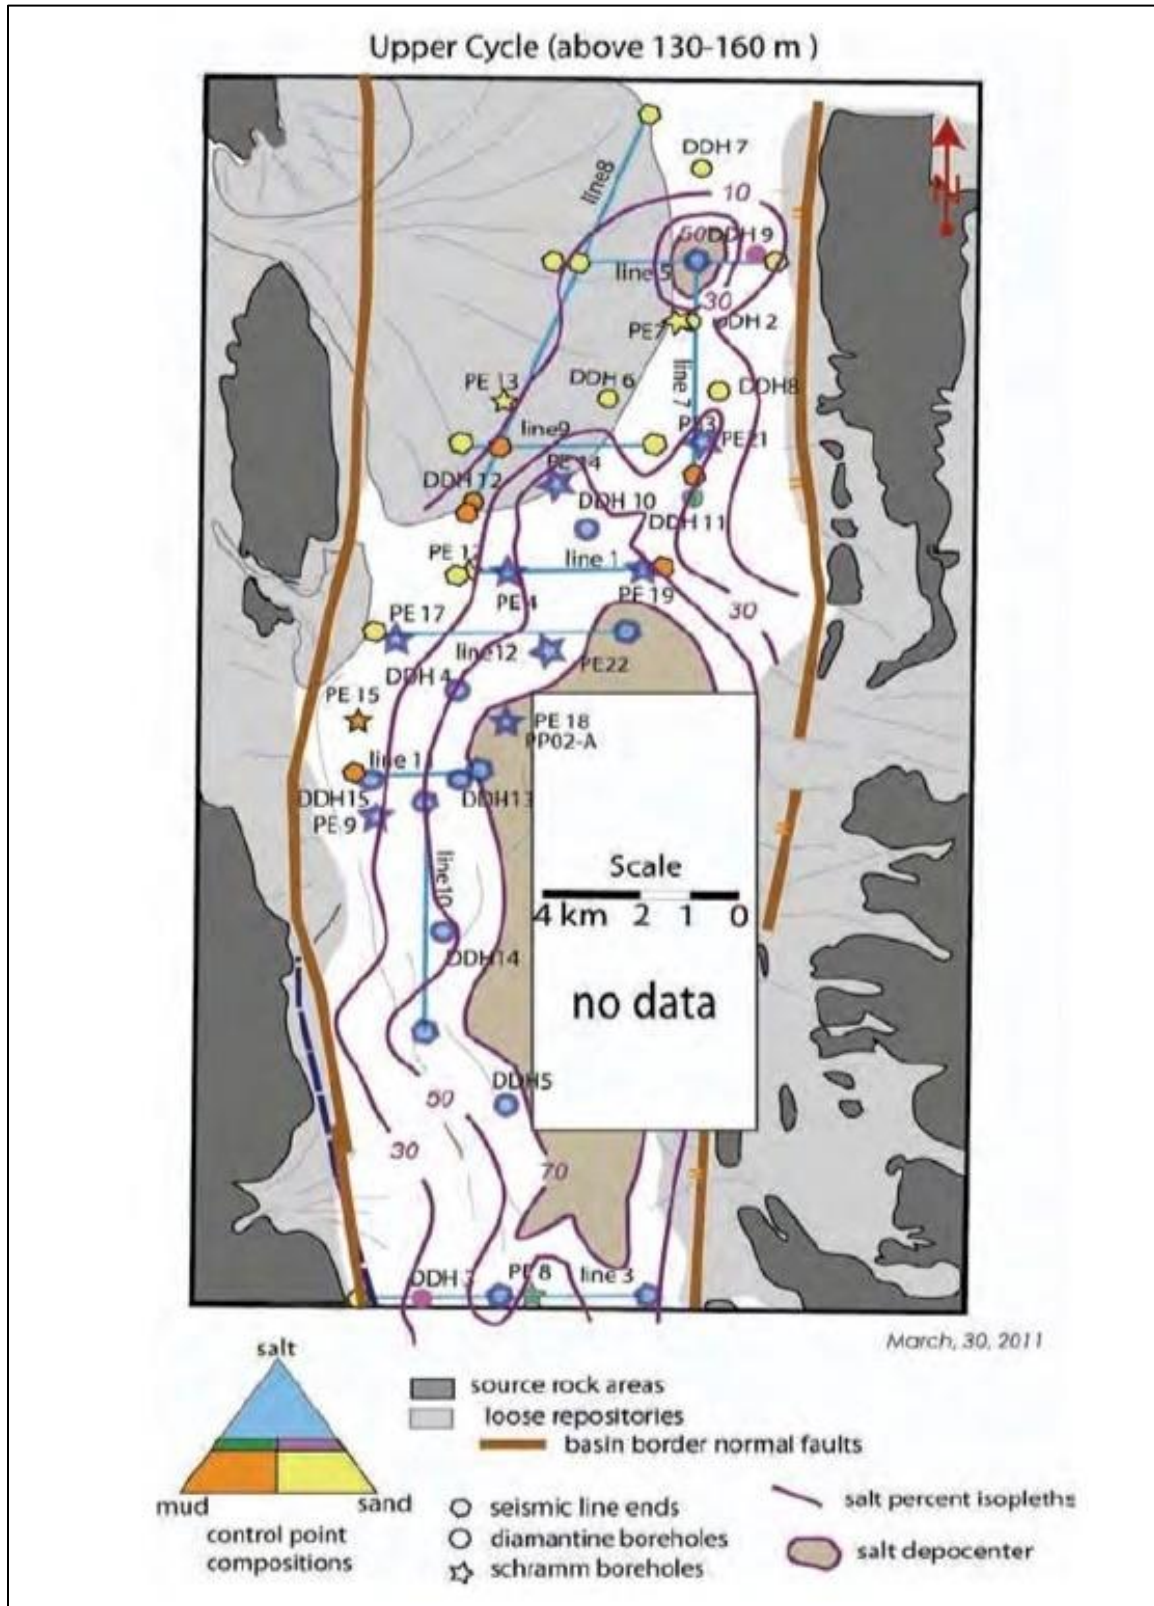 Upper Cycle (above 130-160 m )
DDH 7
line8
10
50
DDH 9
line 5
30
PE7
DDH 2
line 7
PE 13
DDH 6
DDH8
line9
PE21
PE 14
DDH 12
DDH 10
DDH 11
line 1
PE 4
PE 19
30
PE 17
line12
PE22
DDH 4
PE 15
PE 18
PP02-A
line 1
DDH15
DDH13
PE 9
line10
Scale
4 km 2 1 0
DDH14
no data
DDH5
50
30
70
DDH 3
PE 8
line 3
March, 30, 2011
salt
mud
sand
control point
compositions
source rock areas
loose repositories
basin border normal faults
seismic line ends
diamantine boreholes
schramm boreholes
salt percent isopleths
salt depocenter